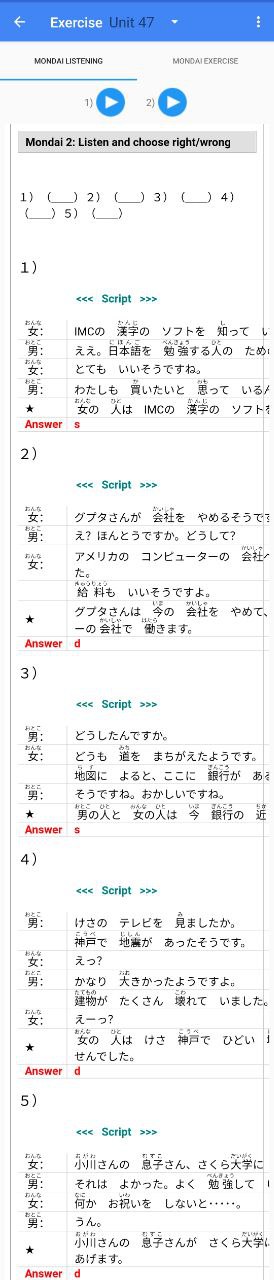 Exercise Unit 47
MONDAI LISTENING MONDAI EXERCISE
1) 2)
Mondai 2: Listen and choose right/wrong
1) (___) 2) (___) 3) (___) 4)
(___) 5) (___)
1)
<<< Script >>>
女: IMCの 漢字の ソフトを 知って い
男: ええ。日本語を 勉強する人の ため
女: とても いいそうですね。
男: わたしも 買いたいと 思って いる
★ 女の 人は IMCの 漢字の ソフト
Answer s
2)
<<< Script >>>
女: グプタさんが 会社を やめるそうで
男: え?ほんとうですか。どうして?
女: アメリカの コンピューターの 会社
た。
給料も いいそうですよ。
★ グプタさんは 今の 会社を やめて、
ーの 会社で 働きます。
Answer d
3)
<<< Script >>>
男: どうしたんですか。
女: どうも 道を まちがえたようです。
地図に よると、ここに 銀行が ある
男: そうですね。おかしいですね。
★ 男の人と 女の人は 今 銀行の 近
Answer s
4)
<<< Script >>>
男: けさの テレビを 見ましたか。
神戸で 地震が あったそうです。
女: えっ?
男: かなり 大きかったようですよ。
建物が たくさん 壊れて いました。
女: えーっ?
★ 女の 人は けさ 神戸で ひどい
せんでした。
Answer d
5)
<<< Script >>>
女: 小川さんの 息子さん、さくら大学に
男: それは よかった。よく 勉強して
女: 何か お祝いを しないと・・・・・。
男: うん。
★ 小川さんの 息子さんが さくら大学
あげます。
Answer d